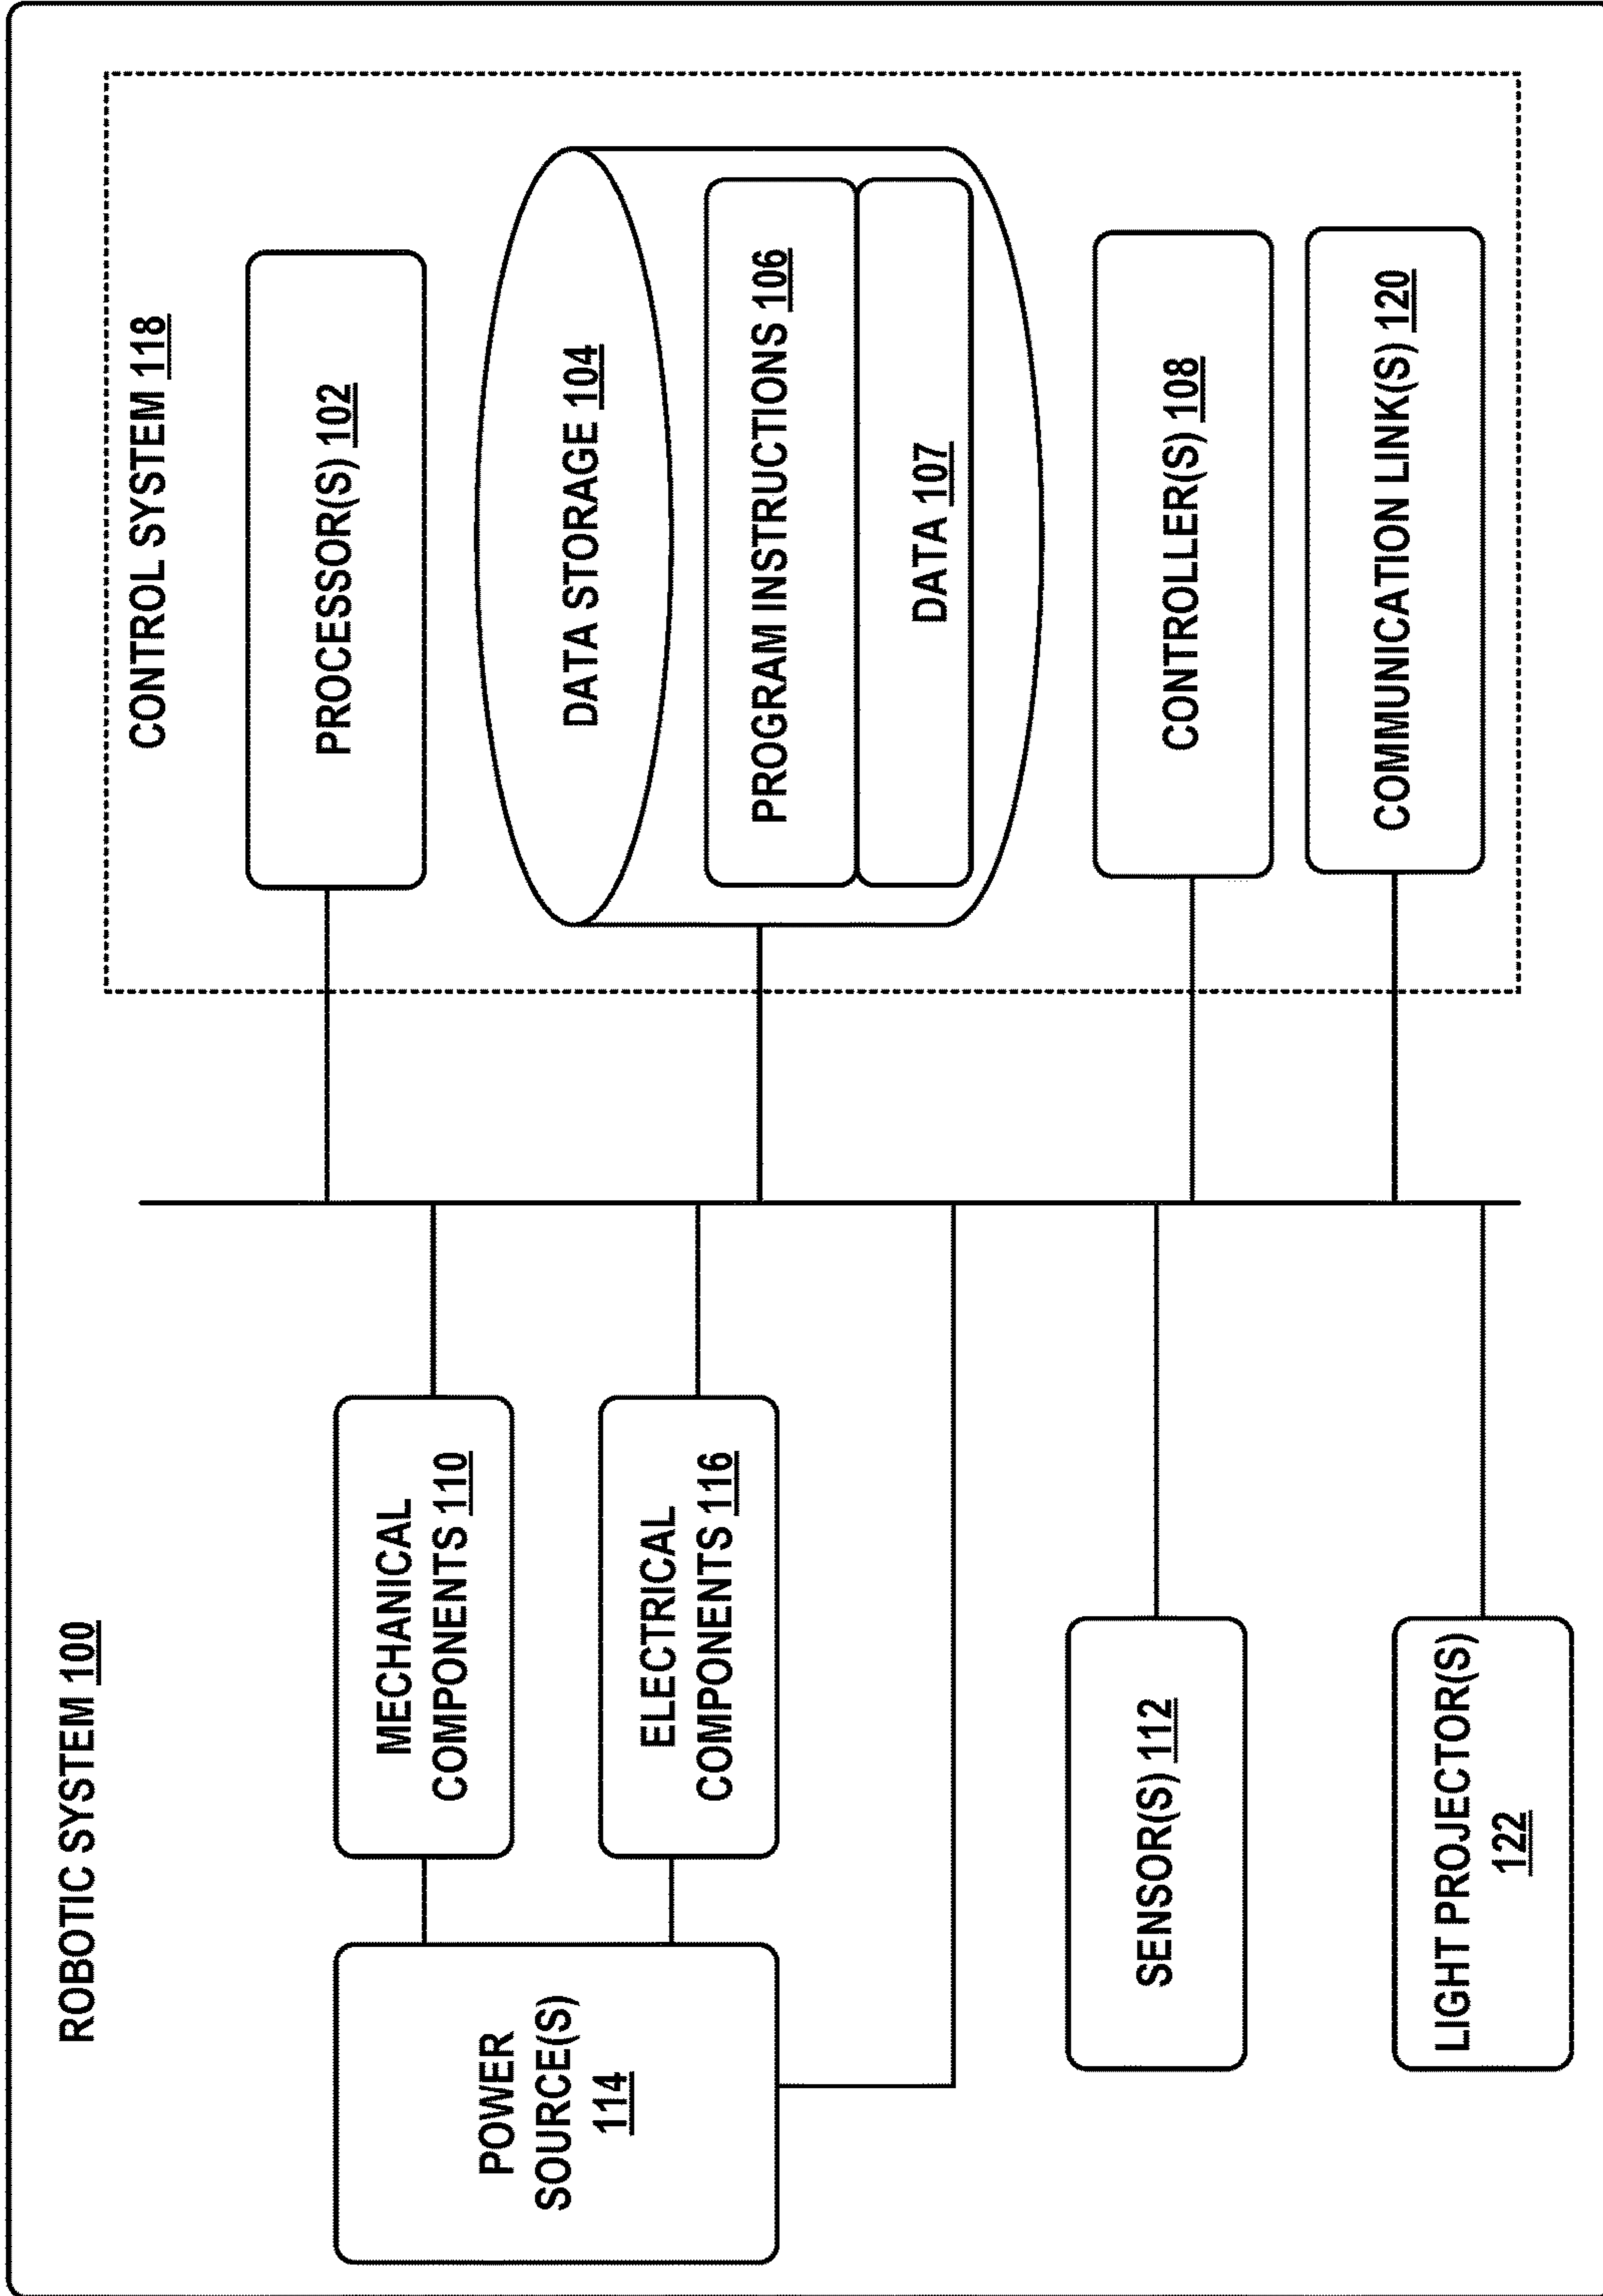 ROBOTIC SYSTEM 100
POWER
SOURCE(S)
114
MECHANICAL
COMPONENTS 110
ELECTRICAL
COMPONENTS 116
SENSOR(S) 112
LIGHT PROJECTOR(S)
122
CONTROL SYSTEM 118
PROCESSOR(S) 102
DATA STORAGE 104
PROGRAM INSTRUCTIONS 106
DATA 107
CONTROLLER(S) 108
COMMUNICATION LINK(S) 120